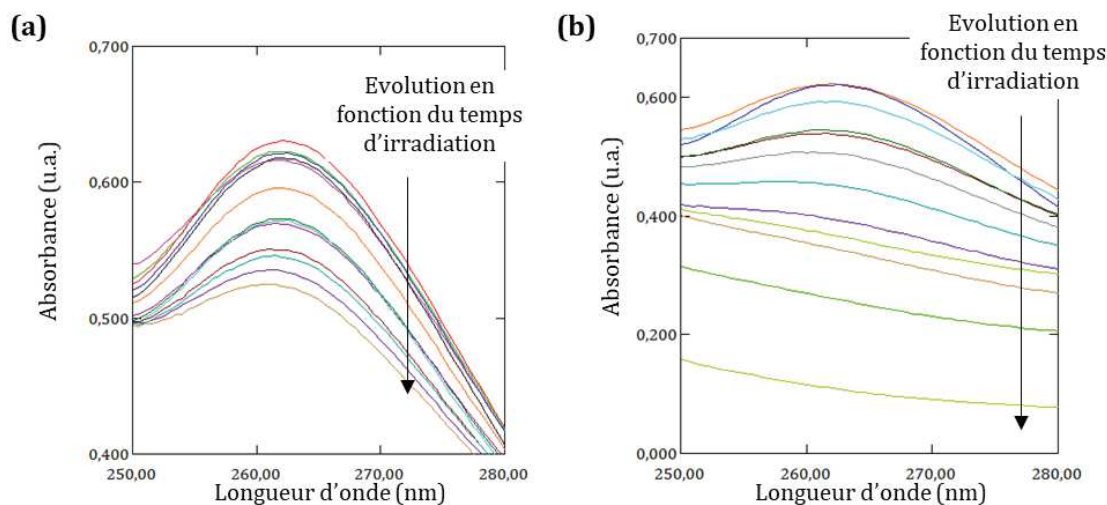 (a)
0,700
Evolution en
fonction du temps
d'irradiation
0,600
Absorbance (u.a.)
0,500
0,400
250,00
260,00
270,00
280,00
Longueur d'onde (nm)
(b)
Evolution en
fonction du temps
d'irradiation
0,700
0,600
Absorbance (u.a.)
0,400
0,200
0,000
250,00
260,00
270,00
280,00
Longueur d'onde (nm)